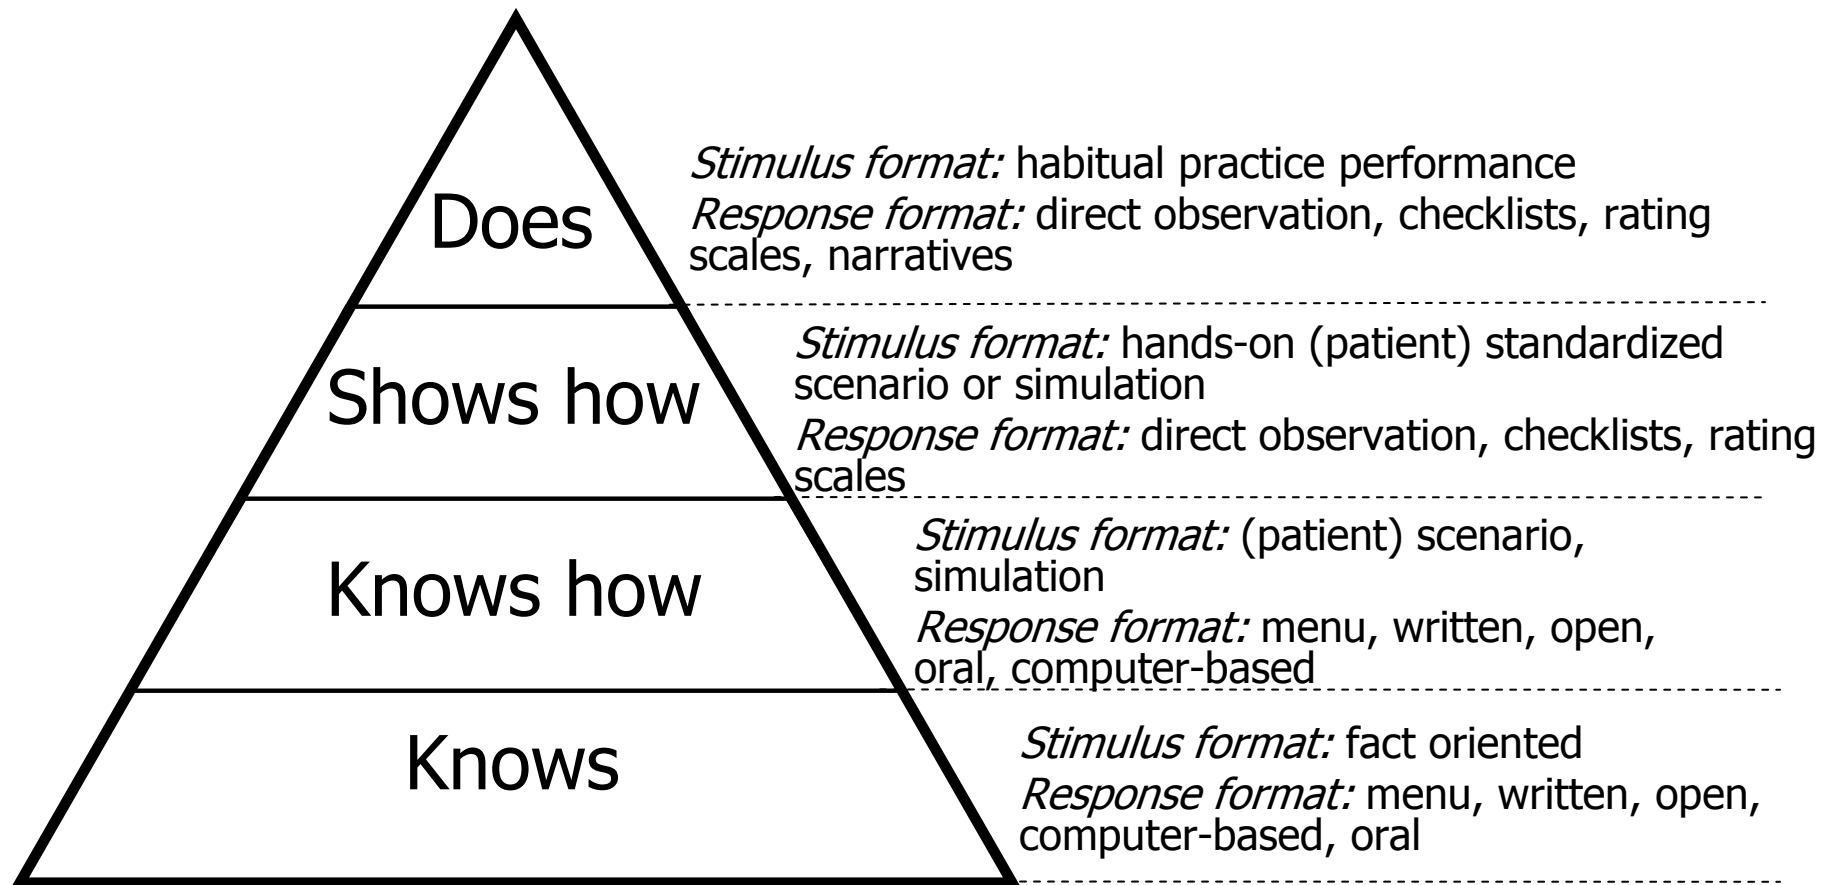 Does
Stimulus format: habitual practice performance
Response format: direct observation, checklists, rating
scales, narratives
Shows how
Stimulus format: hands-on (patient) standardized
scenario or simulation
Response format: direct observation, checklists, rating
scales
Knows how
Stimulus format: (patient) scenario,
simulation
Response format: menu, written, open,
oral, computer-based
Knows
Stimulus format: fact oriented
Response format: menu, written, open,
computer-based, oral